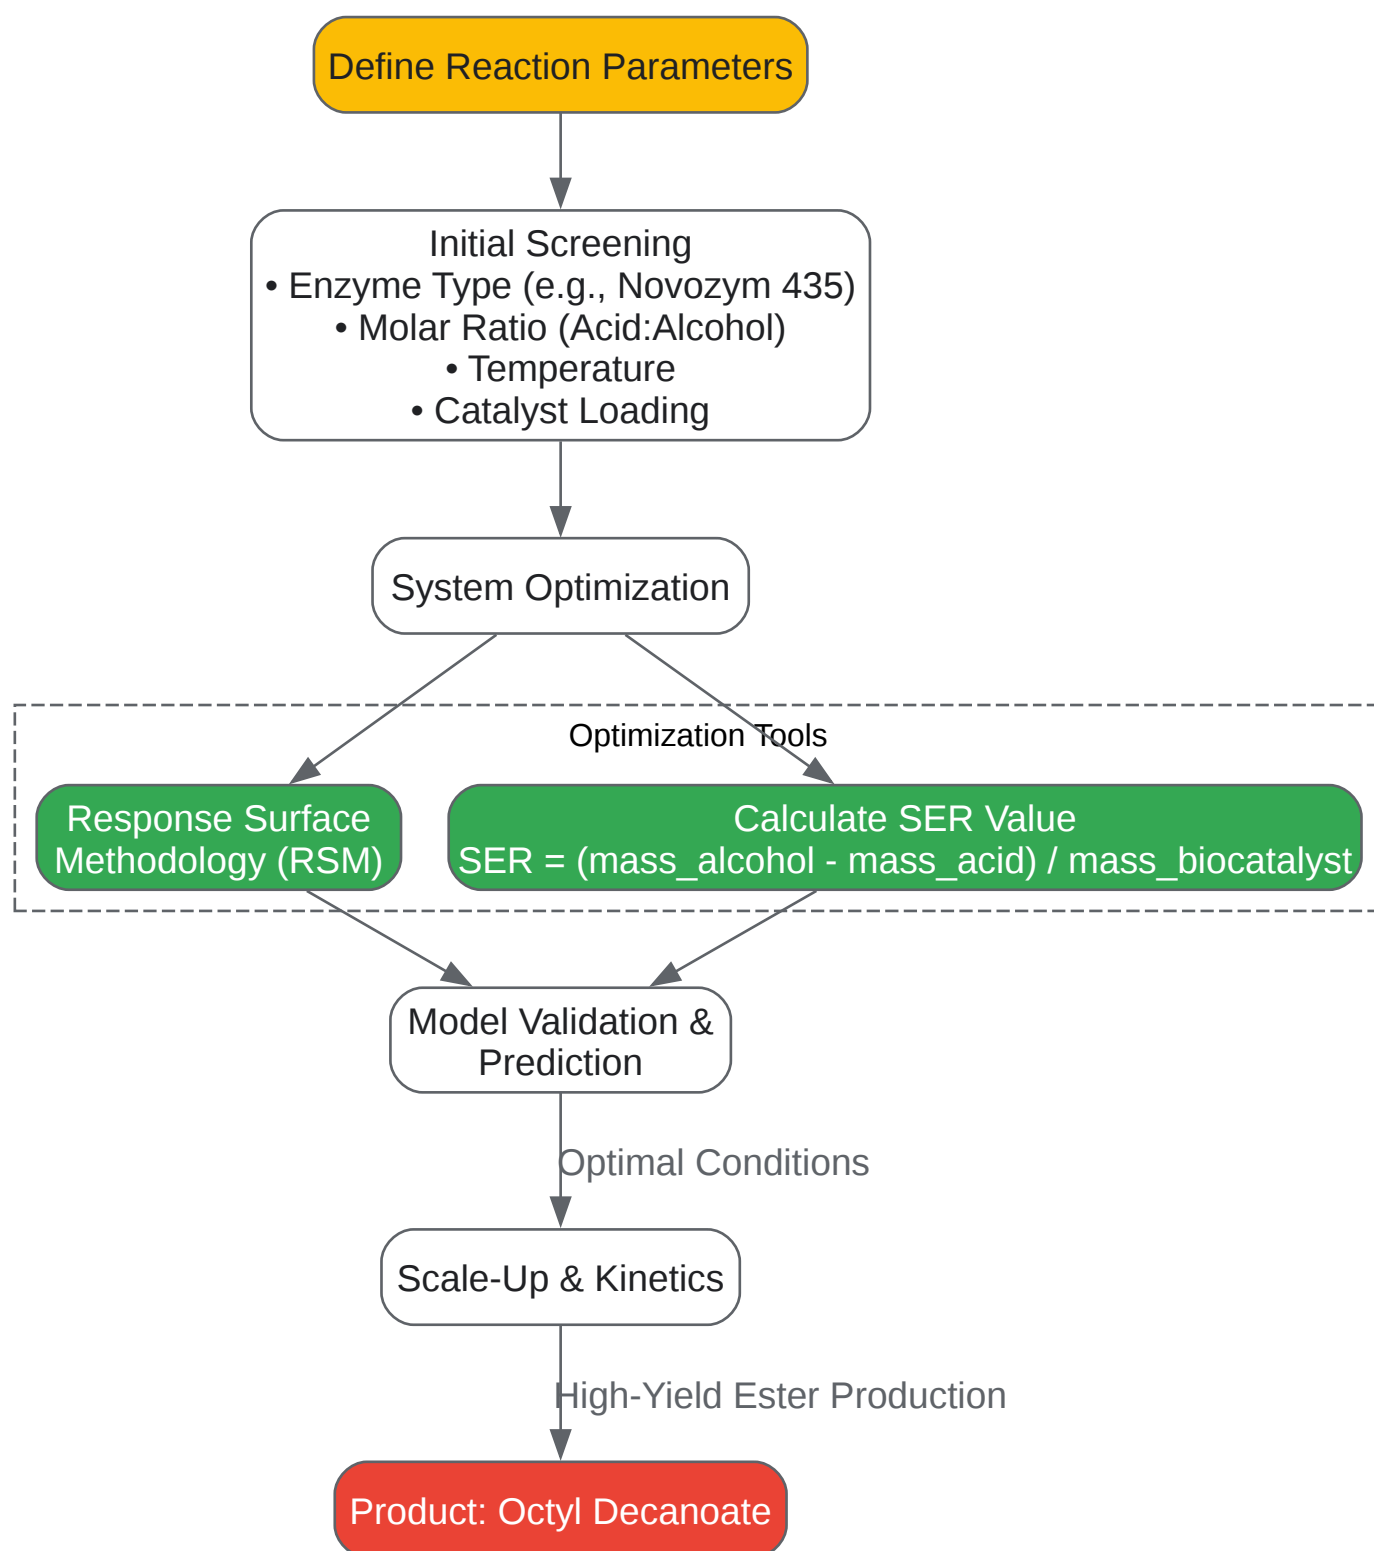 Define Reaction Parameters
Initial Screening
• Enzyme Type (e.g., Novozym 435)
• Molar Ratio (Acid:Alcohol)
• Temperature
• Catalyst Loading
System Optimization
Optimization Tools
Response Surface
Methodology (RSM)
Calculate SER Value
SER = (mass_alcohol - mass_acid) / mass_biocatalyst
Model Validation &
Prediction
Optimal Conditions
Scale-Up & Kinetics
High-Yield Ester Production
Product: Octyl Decanoate